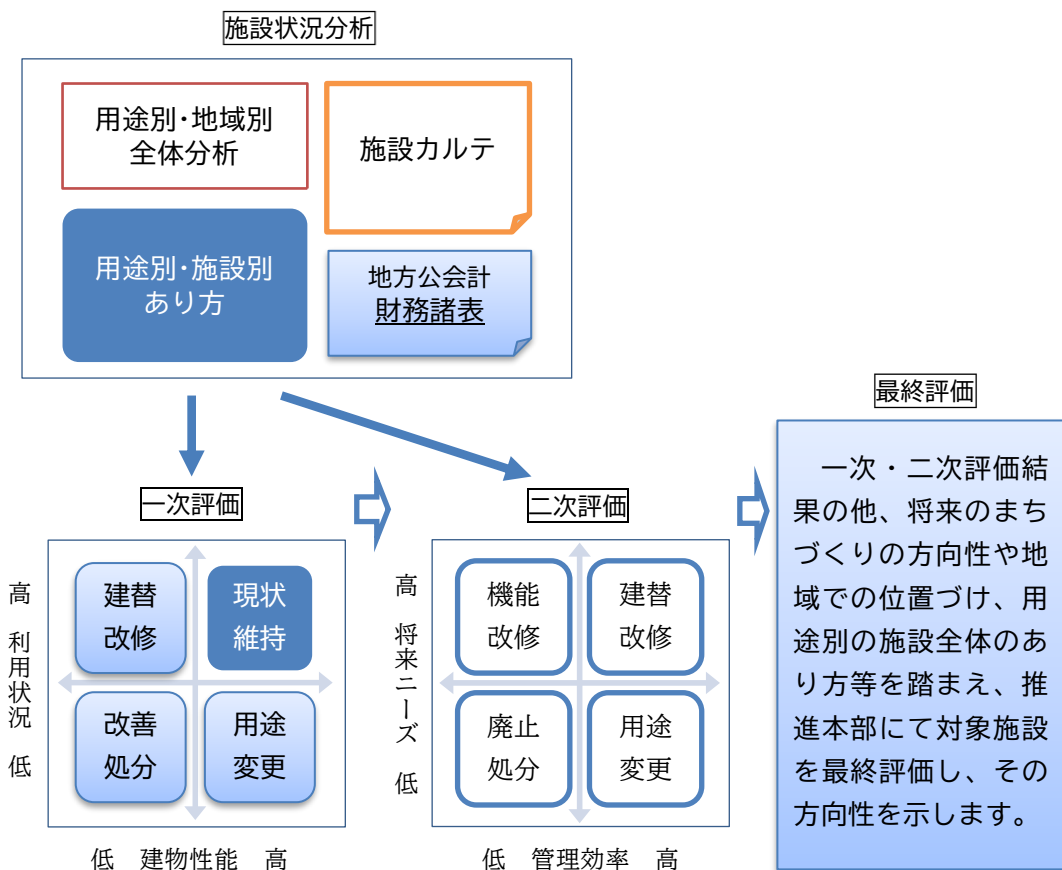 施設状況分析
用途別・地域別
全体分析
施設カルテ
用途別・施設別
あり方
地方公会計
財務諸表
一次評価
高 利用状況 低
建替
改修
現状
維持
改善
処分
用途
変更
低 建物性能 高
二次評価
高 将来ニーズ 低
機能
改修
建替
改修
廃止
処分
用途
変更
低 管理効率 高
最終評価
一次・二次評価結
果の他、将来のまち
づくりの方向性や地
域での位置づけ、用
途別の施設全体のあ
り方等を踏まえ、推
進本部にて対象施設
を最終評価し、その
方向性を示します。